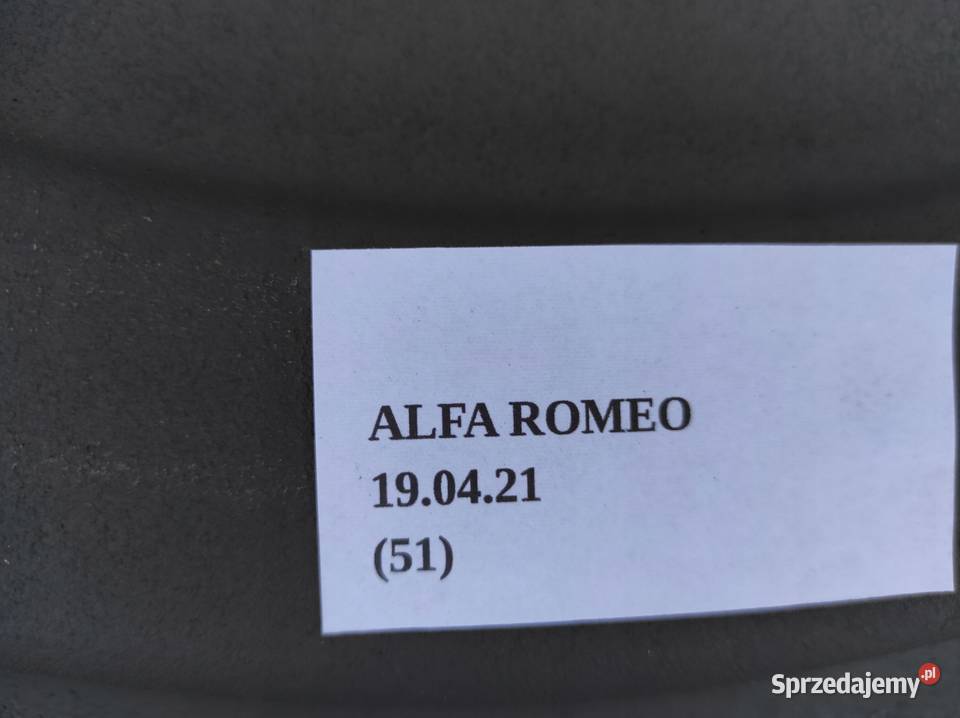 ALFA ROMEO
19.04.21
(51)
Sprzedajemy.pl